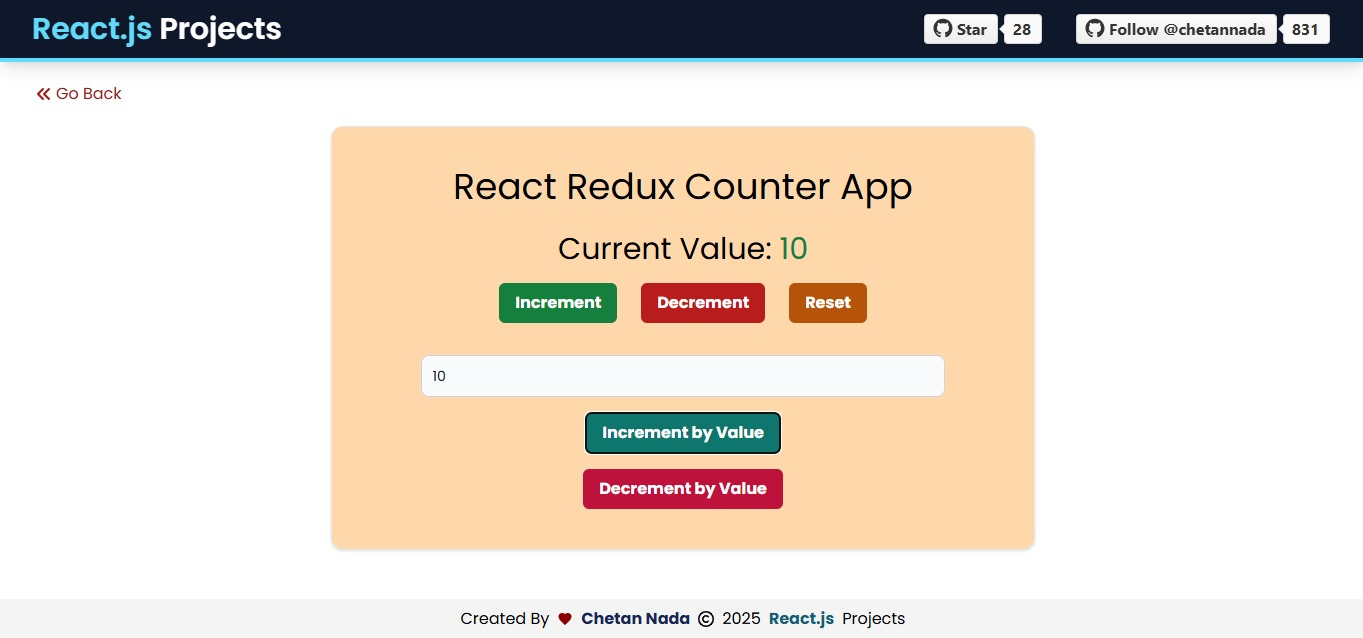 React.js Projects
Star 28
Follow @chetannada 831
Go Back
React Redux Counter App
Current Value: 10
Increment Decrement Reset
10
Increment by Value
Decrement by Value
Created By Chetan Nada © 2025 React.js Projects